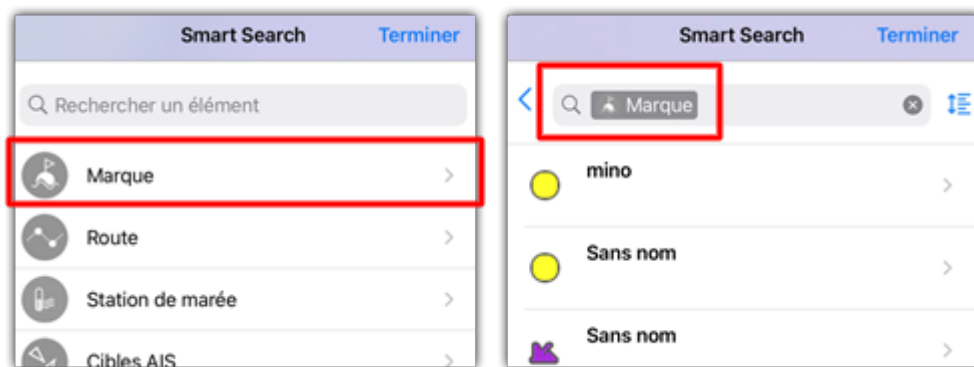 Smart Search Terminer
Rechercher un élément
Marque
Route
Station de marée
Cibles AIS
Smart Search Terminer
Marque
mino
Sans nom
Sans nom